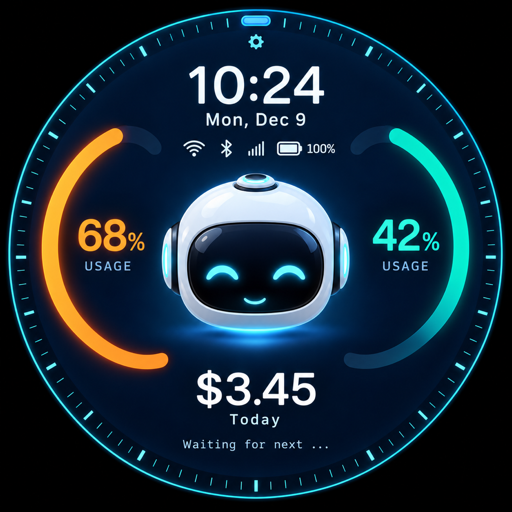 10:24
Mon, Dec 9
100%
68%
USAGE
42%
USAGE
$3.45
Today
Waiting for next ...